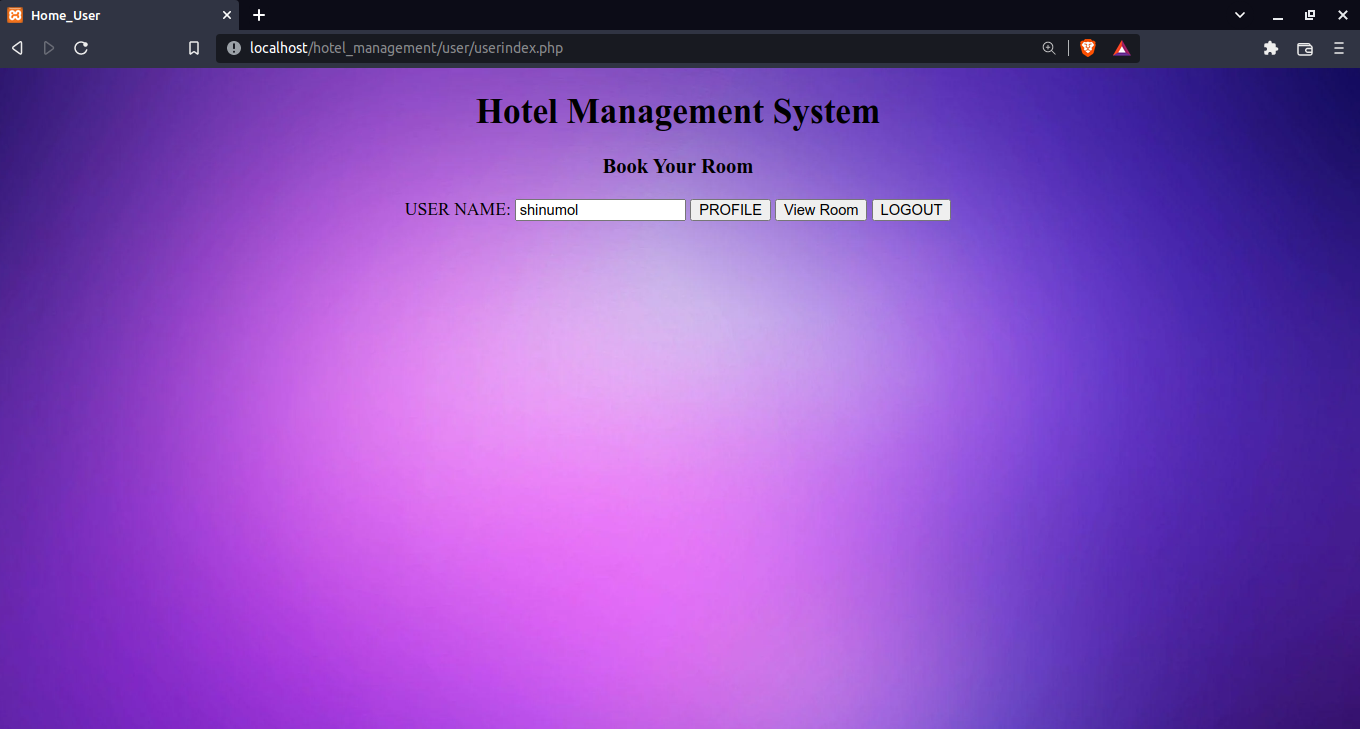 Home_User
localhost/hotel_management/user/userindex.php
Hotel Management System
Book Your Room
USER NAME: shinumol PROFILE View Room LOGOUT